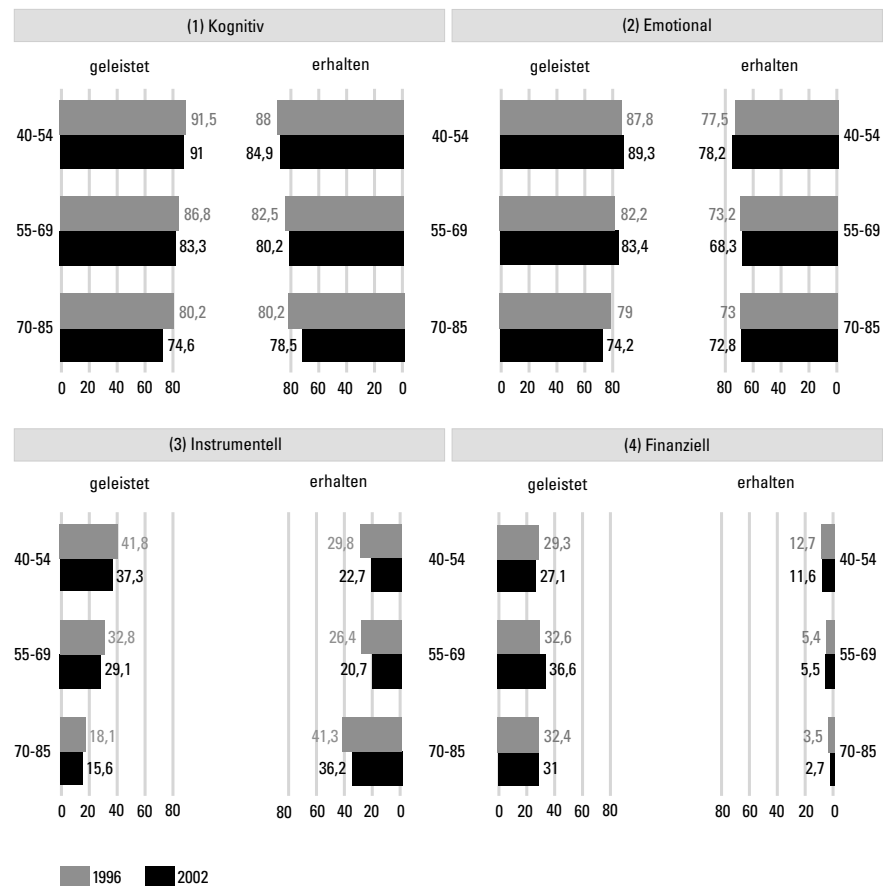 (1) Kognitiv (2) Emotional
geleistet erhalten geleistet erhalten
91,5 88 87,8 77,5
40-54 40-54 40-54
91 84,9 89,3 78,2
86,8 82,5 82,2 73,2
55-69 55-69 55-69
83,3 80,2 83,4 68,3
80,2 80,2 79 73
70-85 70-85 70-85
74,6 78,5 74,2 72,8
0 20 40 60 80 80 60 40 20 0 0 20 40 60 80 80 60 40 20 0
(3) Instrumentell (4) Finanziell
geleistet erhalten geleistet erhalten
41,8 29,8 29,3 12,7
40-54 40-54 40-54
37,3 22,7 27,1 11,6
32,8 26,4 32,6 5,4
55-69 55-69 55-69
29,1 20,7 36,6 5,5
18,1 41,3 32,4 3,5
70-85 70-85 70-85
15,6 36,2 31 2,7
0 20 40 60 80 80 60 40 20 0 0 20 40 60 80 80 60 40 20 0
1996 2002